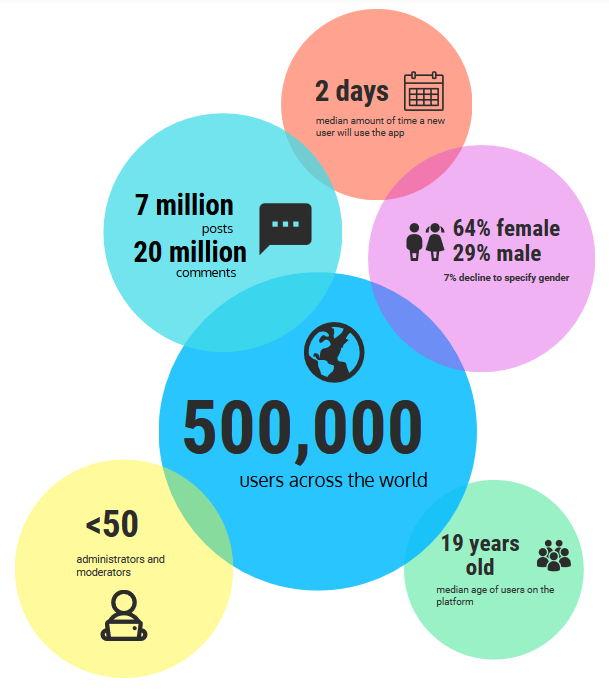 2 days
median amount of time a new
user will use the app
7 million
posts
20 million
comments
64% female
29% male
7% decline to specify gender
500,000
users across the world
<50
administrators and
moderators
19 years
old
median age of users on the
platform